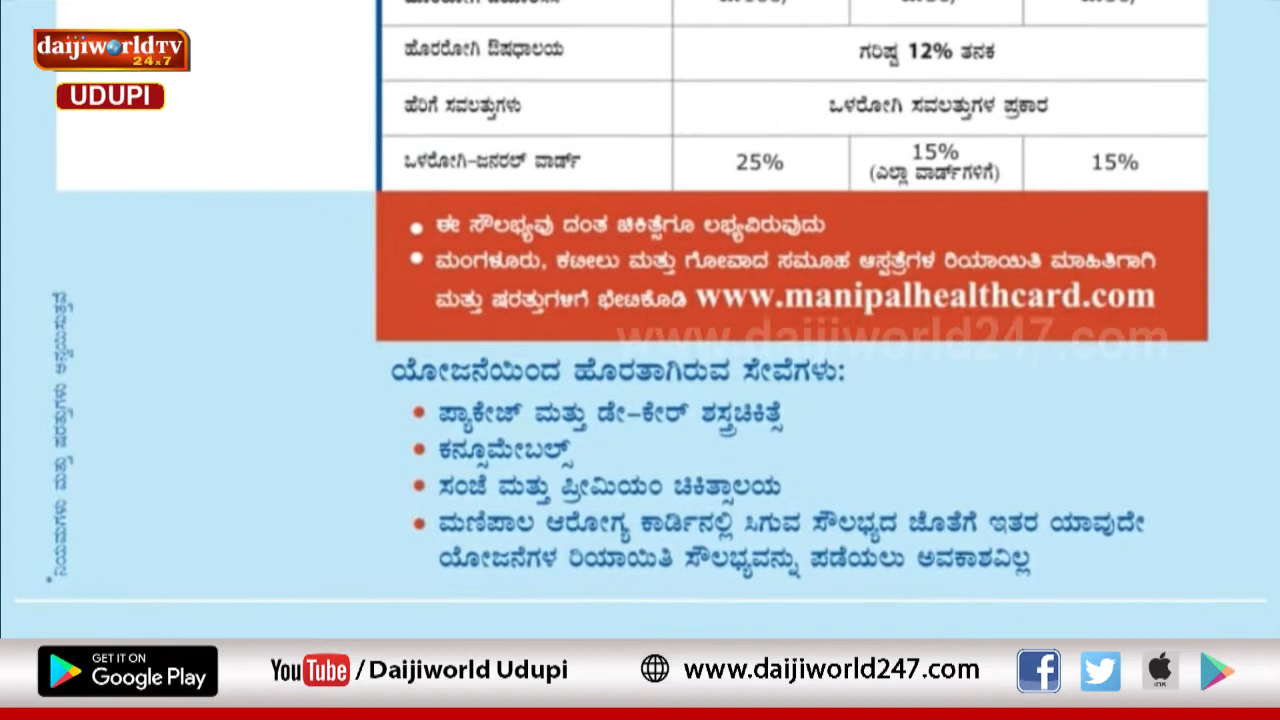 daijiworldTV
24x7
UDUPI
ಹೊರರೋಗಿ ಔಷಧಾಲಯ
ಗರಿಷ್ಟ 12% ತನಕ
ಹೆರಿಗೆ ಸವಲತ್ತುಗಳು
ಒಳರೋಗಿ ಸವಲತ್ತುಗಳ ಪ್ರಕಾರ
ಒಳರೋಗಿ-ಜನರಲ್ ವಾರ್ಡ್
25%
15%
(ಎಲ್ಲಾ ವಾರ್ಡ್‌ಗಳಿಗೆ)
15%
• ಈ ಸೌಲಭ್ಯವು ದಂತ ಚಿಕಿತ್ಸೆಗೂ ಲಭ್ಯವಿರುವುದು
• ಮಂಗಳೂರು, ಕಟೀಲು ಮತ್ತು ಗೋವಾದ ಸಮೂಹ ಆಸ್ಪತ್ರೆಗಳ ರಿಯಾಯಿತಿ ಮಾಹಿತಿಗಾಗಿ
ಮತ್ತು ಷರತ್ತುಗಳಿಗೆ ಭೇಟಿಕೊಡಿ www.manipalhealthcard.com
www.daijiworld247.com
ಯೋಜನೆಯಿಂದ ಹೊರತಾಗಿರುವ ಸೇವೆಗಳು:
• ಪ್ಯಾಕೇಜ್ ಮತ್ತು ಡೇ-ಕೇರ್ ಶಸ್ತ್ರಚಿಕಿತ್ಸೆ
• ಕನ್ಸೂಮೇಬಲ್ಸ್
• ಸಂಜೆ ಮತ್ತು ಪ್ರೀಮಿಯಂ ಚಿಕಿತ್ಸಾಲಯ
• ಮಣಿಪಾಲ ಆರೋಗ್ಯ ಕಾರ್ಡಿನಲ್ಲಿ ಸಿಗುವ ಸೌಲಭ್ಯದ ಜೊತೆಗೆ ಇತರ ಯಾವುದೇ
ಯೋಜನೆಗಳ ರಿಯಾಯಿತಿ ಸೌಲಭ್ಯವನ್ನು ಪಡೆಯಲು ಅವಕಾಶವಿಲ್ಲ
*ನಿಯಮಗಳು ಮತ್ತು ಷರತ್ತುಗಳು ಅನ್ವಯಿಸುತ್ತವೆ
GET IT ON
Google Play
YouTube / Daijiworld Udupi
www.daijiworld247.com